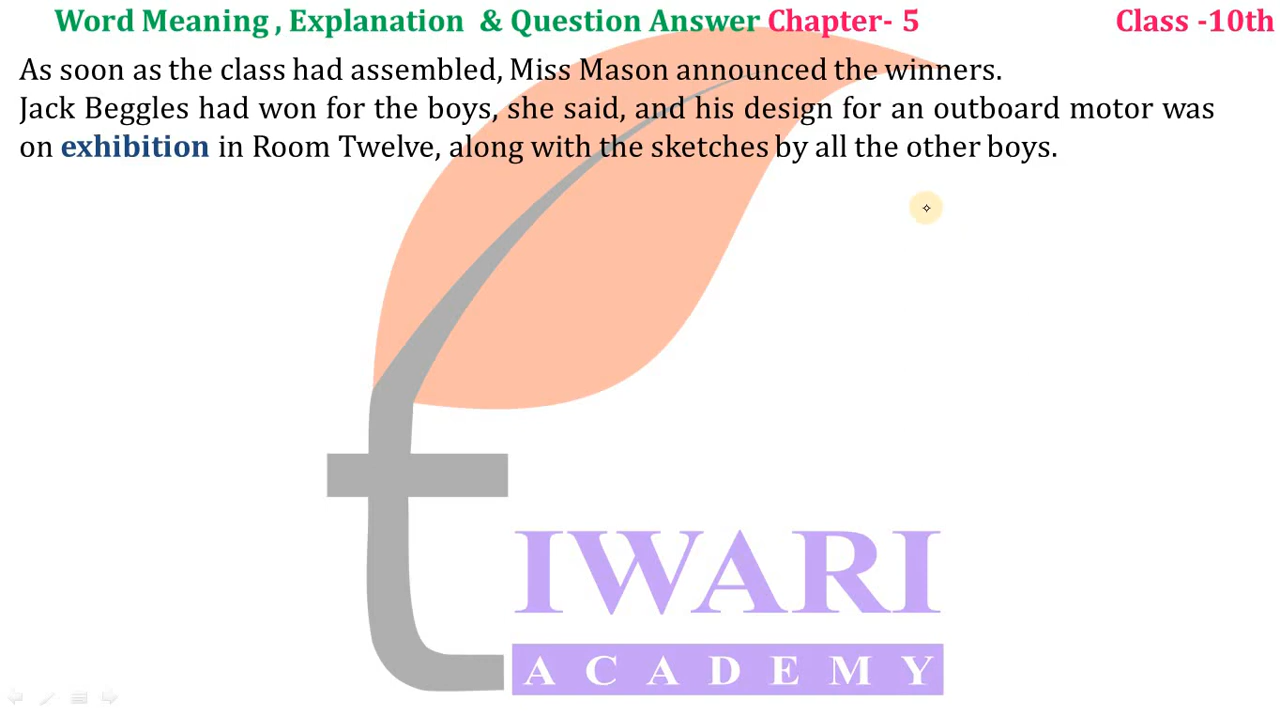 Word Meaning , Explanation & Question Answer Chapter- 5 Class -10th
As soon as the class had assembled, Miss Mason announced the winners.
Jack Beggles had won for the boys, she said, and his design for an outboard motor was
on exhibition in Room Twelve, along with the sketches by all the other boys.
tIWARI
ACADEMY